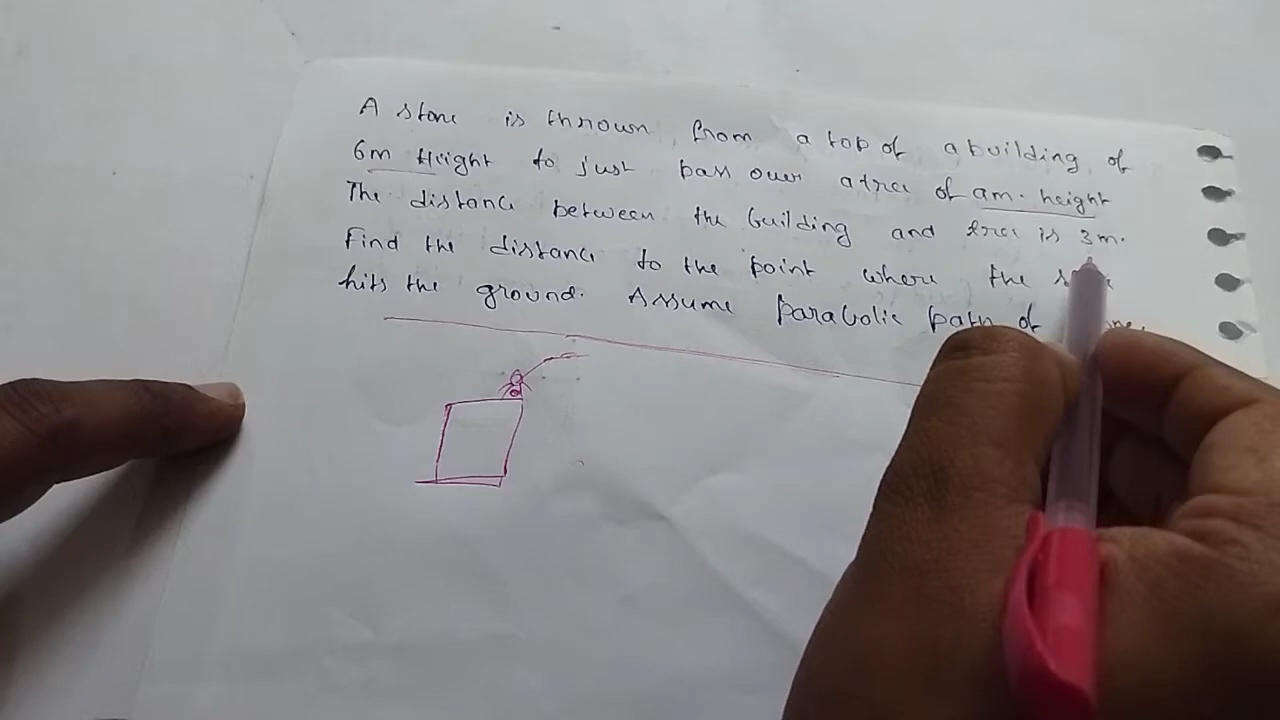 A stone is thrown from a top of a building of
6m Height to just pass over a tree of 9m. height
The distance between the building and tree is 3m.
Find the distance to the point where the
hits the ground. Assume parabolic path of